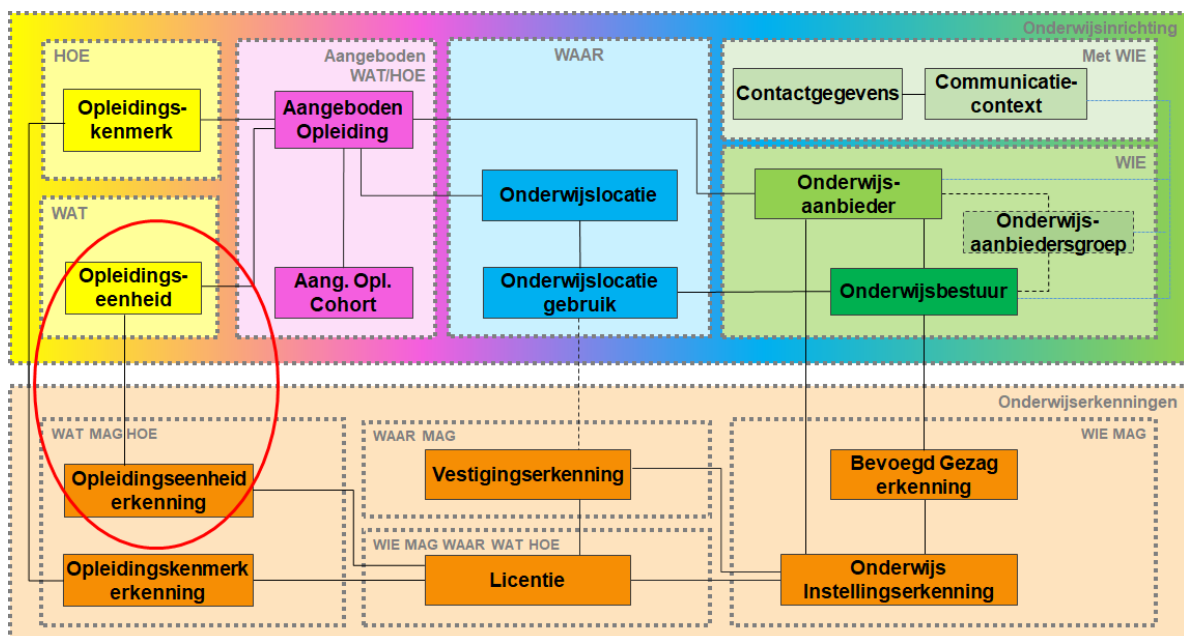 Onderwijsinrichting
HOE
Opleidings-
kenmerk
Aangeboden
WAT/HOE
Aangeboden
Opleiding
WAAR
Met WIE
Contactgegevens
Communicatie-
context
WAT
Opleidings-
eenheid
Aang. Opl.
Cohort
Onderwijslocatie
Onderwijslocatie
gebruik
WIE
Onderwijs-
aanbieder
Onderwijs-
aanbiedersgroep
Onderwijsbestuur
Onderwijserkenningen
WAT MAG HOE
Opleidingseenheid
erkenning
Opleidingskenmerk
erkenning
WAAR MAG
Vestigingserkenning
WIE MAG WAAR WAT HOE
Licentie
WIE MAG
Bevoegd Gezag
erkenning
Onderwijs
Instellingserkenning